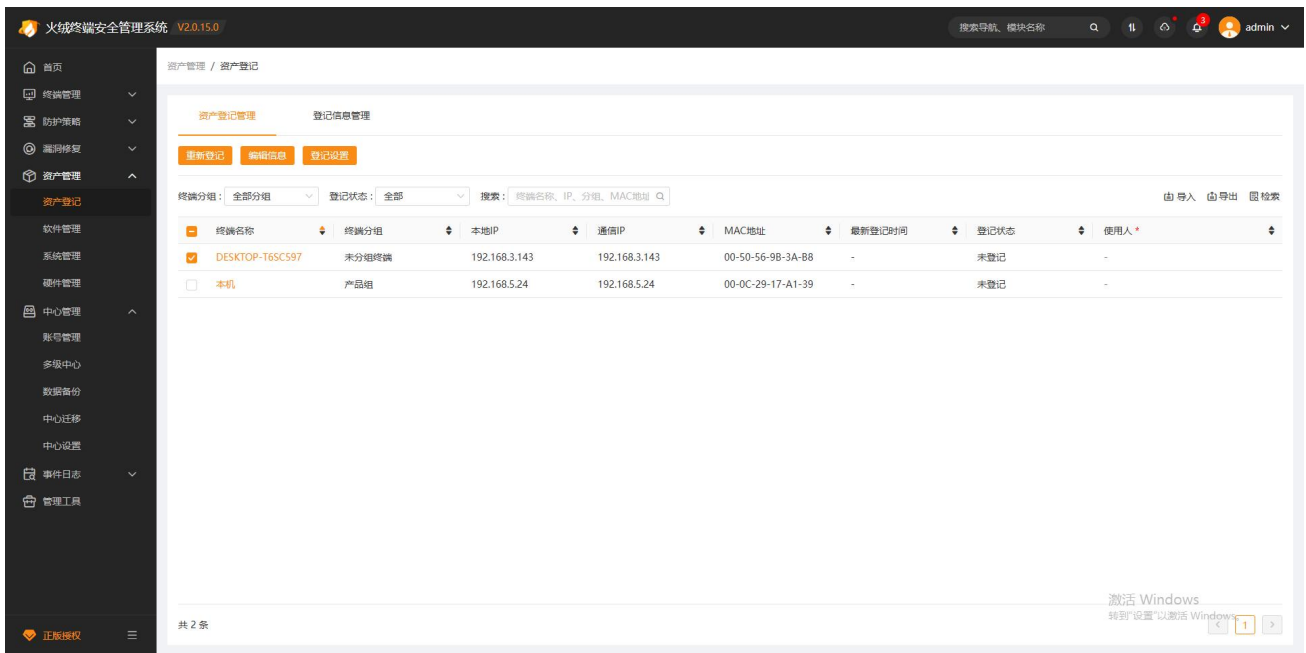 火绒终端安全管理系统 V2.0.15.0 搜索导航、模块名称 3 admin
首页
终端管理
防护策略
漏洞修复
资产管理
资产登记
软件管理
系统管理
硬件管理
中心管理
账号管理
多级中心
数据备份
中心迁移
中心设置
事件日志
管理工具
正版授权
资产管理 / 资产登记
资产登记管理 登记信息管理
重新登记 编辑信息 登记设置
终端分组: 全部分组 登记状态: 全部 搜索: 终端名称、IP、分组、MAC地址 导入 导出 检索
终端名称 终端分组 本地IP 通信IP MAC地址 最新登记时间 登记状态 使用人 *
DESKTOP-T6SC597 未分组终端 192.168.3.143 192.168.3.143 00-50-56-9B-3A-B8 - 未登记 -
本机 产品组 192.168.5.24 192.168.5.24 00-0C-29-17-A1-39 - 未登记 -
激活 Windows
转到"设置"以激活 Windows。
共 2 条 < 1 >